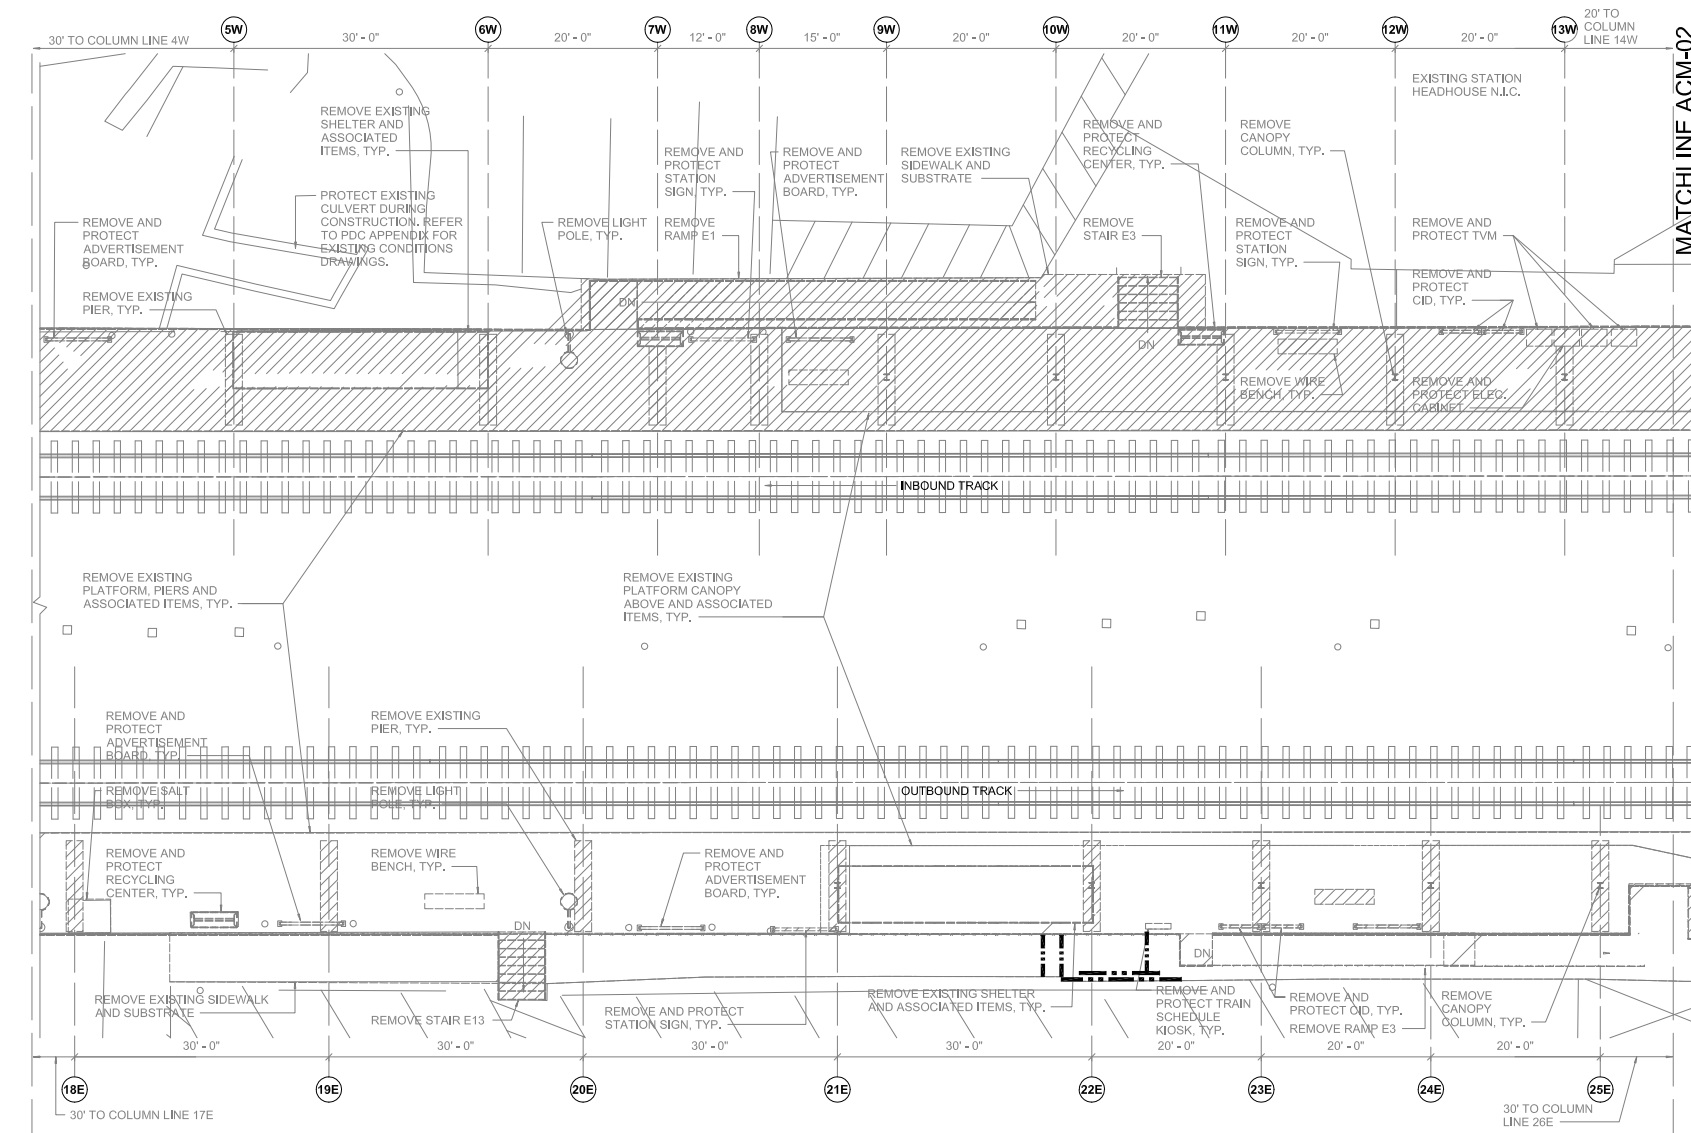 5W
6W
7W
8W
9W
10W
11W
12W
13W
20' TO
COLUMN
LINE 14W
30' TO COLUMN LINE 4W
30' - 0"
20' - 0"
12' - 0"
15' - 0"
20' - 0"
20' - 0"
20' - 0"
20' - 0"
MATCHLINE ACM-02
EXISTING STATION
HEADHOUSE N.I.C.
REMOVE EXISTING
SHELTER AND
ASSOCIATED
ITEMS, TYP.
REMOVE AND
PROTECT
STATION
SIGN, TYP.
REMOVE AND
PROTECT
ADVERTISEMENT
BOARD, TYP.
REMOVE EXISTING
SIDEWALK AND
SUBSTRATE
REMOVE AND
PROTECT
RECYCLING
CENTER, TYP.
REMOVE
CANOPY
COLUMN, TYP.
REMOVE AND
PROTECT
ADVERTISEMENT
BOARD, TYP.
PROTECT EXISTING
CULVERT DURING
CONSTRUCTION. REFER
TO PDC APPENDIX FOR
EXISTING CONDITIONS
DRAWINGS.
REMOVE LIGHT
POLE, TYP.
REMOVE
RAMP E1
REMOVE
STAIR E3
REMOVE AND
PROTECT
STATION
SIGN, TYP.
REMOVE AND
PROTECT TVM
REMOVE AND
PROTECT
CID, TYP.
REMOVE EXISTING
PIER, TYP.
DN
DN
REMOVE WIRE
BENCH, TYP.
REMOVE AND
PROTECT ELEC.
CABINET
INBOUND TRACK
REMOVE EXISTING
PLATFORM, PIERS AND
ASSOCIATED ITEMS, TYP.
REMOVE EXISTING
PLATFORM CANOPY
ABOVE AND ASSOCIATED
ITEMS, TYP.
REMOVE AND
PROTECT
ADVERTISEMENT
BOARD, TYP.
REMOVE EXISTING
PIER, TYP.
REMOVE SALT
BOX, TYP.
REMOVE LIGHT
POLE, TYP.
OUTBOUND TRACK
REMOVE AND
PROTECT
RECYCLING
CENTER, TYP.
REMOVE WIRE
BENCH, TYP.
REMOVE AND
PROTECT
ADVERTISEMENT
BOARD, TYP.
DN
DN
REMOVE EXISTING SIDEWALK
AND SUBSTRATE
REMOVE STAIR E13
REMOVE AND PROTECT
STATION SIGN, TYP.
REMOVE EXISTING SHELTER
AND ASSOCIATED ITEMS, TYP.
REMOVE AND
PROTECT TRAIN
SCHEDULE
KIOSK, TYP.
REMOVE AND
PROTECT CID, TYP.
REMOVE RAMP E3
REMOVE
CANOPY
COLUMN, TYP.
30' - 0"
30' - 0"
30' - 0"
30' - 0"
20' - 0"
20' - 0"
20' - 0"
18E
19E
20E
21E
22E
23E
24E
25E
30' TO COLUMN LINE 17E
30' TO COLUMN
LINE 26E